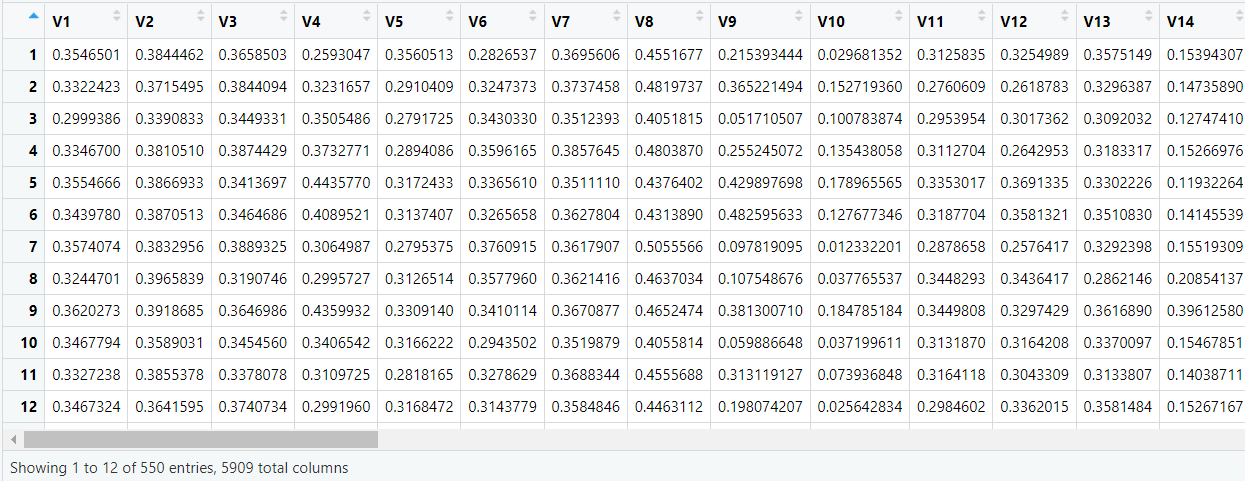 V1 V2 V3 V4 V5 V6 V7 V8 V9 V10 V11 V12 V13 V14
1 0.3546501 0.3844462 0.3658503 0.2593047 0.3560513 0.2826537 0.3695606 0.4551677 0.215393444 0.029681352 0.3125835 0.3254989 0.3575149 0.15394307
2 0.3322423 0.3715495 0.3844094 0.3231657 0.2910409 0.3247373 0.3737458 0.4819737 0.365221494 0.152719360 0.2760609 0.2618783 0.3296387 0.14735890
3 0.2999386 0.3390833 0.3449331 0.3505486 0.2791725 0.3430330 0.3512393 0.4051815 0.051710507 0.100783874 0.2953954 0.3017362 0.3092032 0.12747410
4 0.3346700 0.3810510 0.3874429 0.3732771 0.2894086 0.3596165 0.3857645 0.4803870 0.255245072 0.135438058 0.3112704 0.2642953 0.3183317 0.15266976
5 0.3554666 0.3866933 0.3413697 0.4435770 0.3172433 0.3365610 0.3511110 0.4376402 0.429897698 0.178965565 0.3353017 0.3691335 0.3302226 0.11932264
6 0.3439780 0.3870513 0.3464686 0.4089521 0.3137407 0.3265658 0.3627804 0.4313890 0.482595633 0.127677346 0.3187704 0.3581321 0.3510830 0.14145539
7 0.3574074 0.3832956 0.3889325 0.3064987 0.2795375 0.3760915 0.3617907 0.5055566 0.097819095 0.012332201 0.2878658 0.2576417 0.3292398 0.15519309
8 0.3244701 0.3965839 0.3190746 0.2995727 0.3126514 0.3577960 0.3621416 0.4637034 0.107548676 0.037765537 0.3448293 0.3436417 0.2862146 0.20854137
9 0.3620273 0.3918685 0.3646986 0.4359932 0.3309140 0.3410114 0.3670877 0.4652474 0.381300710 0.184785184 0.3449808 0.3297429 0.3616890 0.39612580
10 0.3467794 0.3589031 0.3454560 0.3406542 0.3166222 0.2943502 0.3519879 0.4055814 0.059886648 0.037199611 0.3131870 0.3164208 0.3370097 0.15467851
11 0.3327238 0.3855378 0.3378078 0.3109725 0.2818165 0.3278629 0.3688344 0.4555688 0.313119127 0.073936848 0.3164118 0.3043309 0.3133807 0.14038711
12 0.3467324 0.3641595 0.3740734 0.2991960 0.3168472 0.3143779 0.3584846 0.4463112 0.198074207 0.025642834 0.2984602 0.3362015 0.3581484 0.15267167
Showing 1 to 12 of 550 entries, 5909 total columns